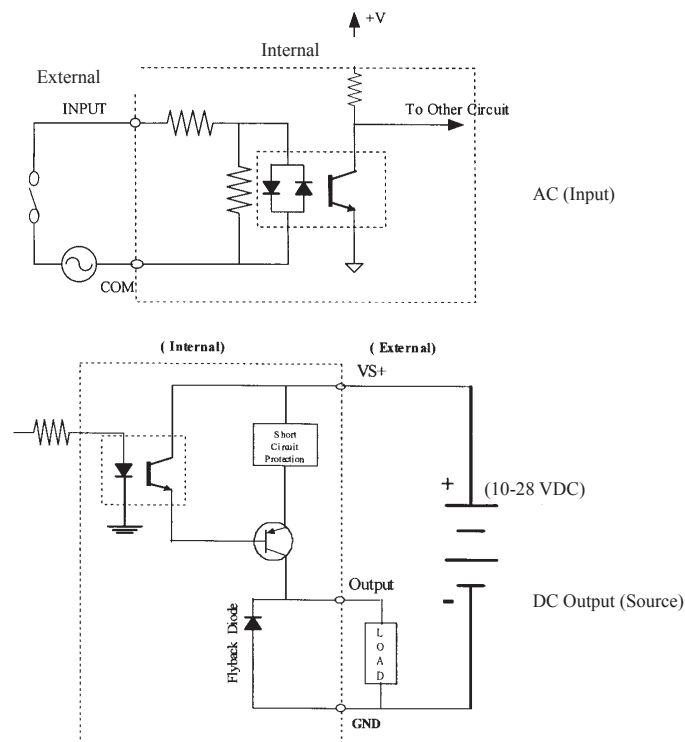 +V
Internal
External
INPUT
To Other Circuit
AC (Input)
COM
( Internal)
( External)
VS+
Short
Circuit
Protection
+
(10-28 VDC)
Output
-
DC Output (Source)
Flyback Diode
LOAD
GND